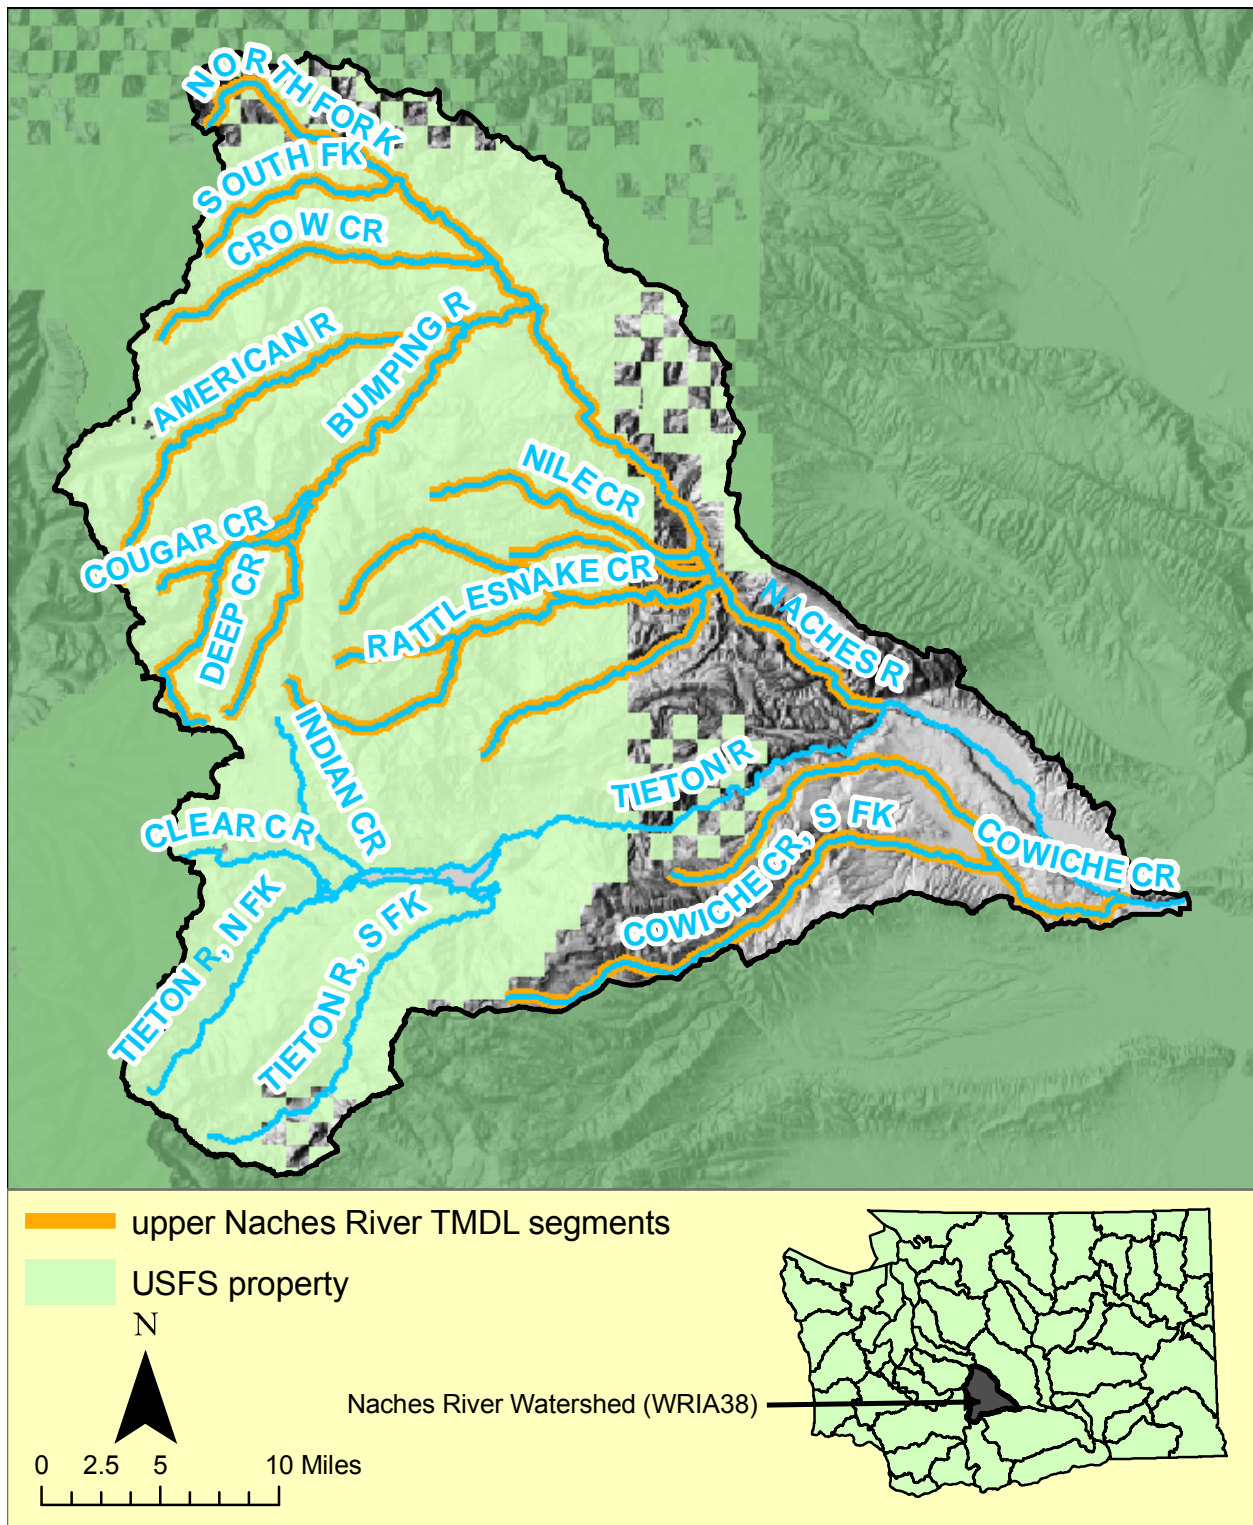 NORTH FORK
SOUTH FK
CROW CR
AMERICAN R
BUMPING R
NILE CR
COUGAR CR
DEEP CR
RATTLESNAKE CR
NACHES R
INDIAN CR
TIETON R
CLEAR CR
COWICHE CR, S FK
COWICHE CR
TIETON R, N FK
TIETON R, S FK
upper Naches River TMDL segments
USFS property
N
Naches River Watershed (WRIA38)
0 2.5 5 10 Miles